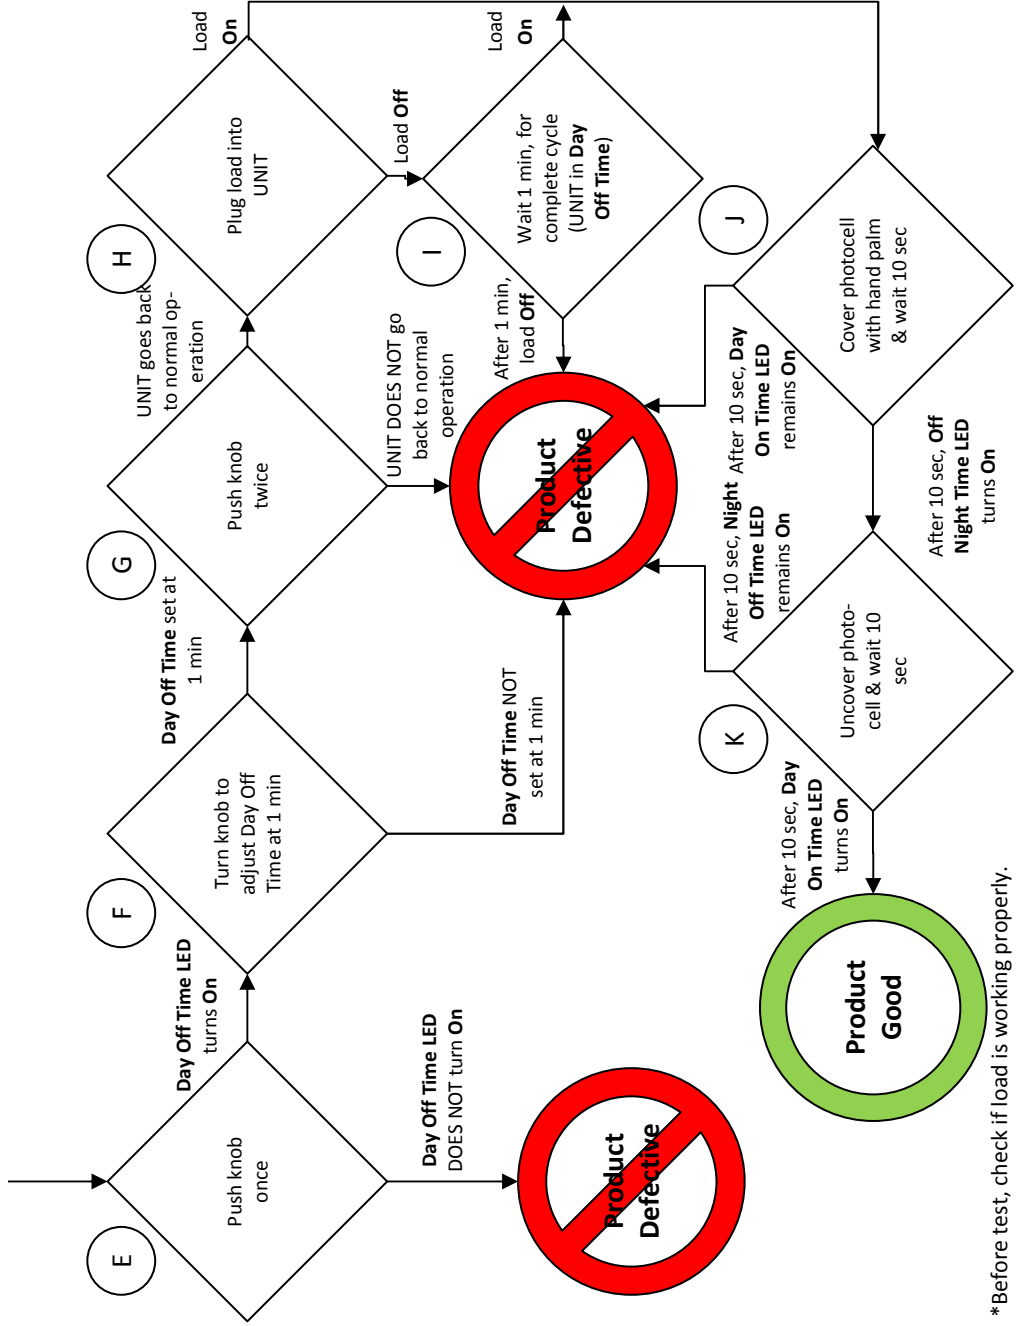 E
Push knob
once
Day Off Time LED
turns On
Day Off Time LED
DOES NOT turn On
Product
Defective
F
Turn knob to
adjust Day Off
Time at 1 min
Day Off Time set at
1 min
Day Off Time NOT
set at 1 min
G
Push knob
twice
UNIT goes back
to normal op-
eration
UNIT DOES NOT go
back to normal
operation
H
Plug load into
UNIT
Load
On
Load Off
I
Wait 1 min, for
complete cycle
(UNIT in Day
Off Time)
Load
On
After 1 min,
load Off
Product
Defective
J
Cover photocell
with hand palm
& wait 10 sec
After 10 sec, Day
On Time LED
remains On
After 10 sec, Off
Night Time LED
turns On
K
Uncover photo-
cell & wait 10
sec
After 10 sec, Night
Off Time LED
remains On
After 10 sec, Day
On Time LED
turns On
Product
Good
*Before test, check if load is working properly.